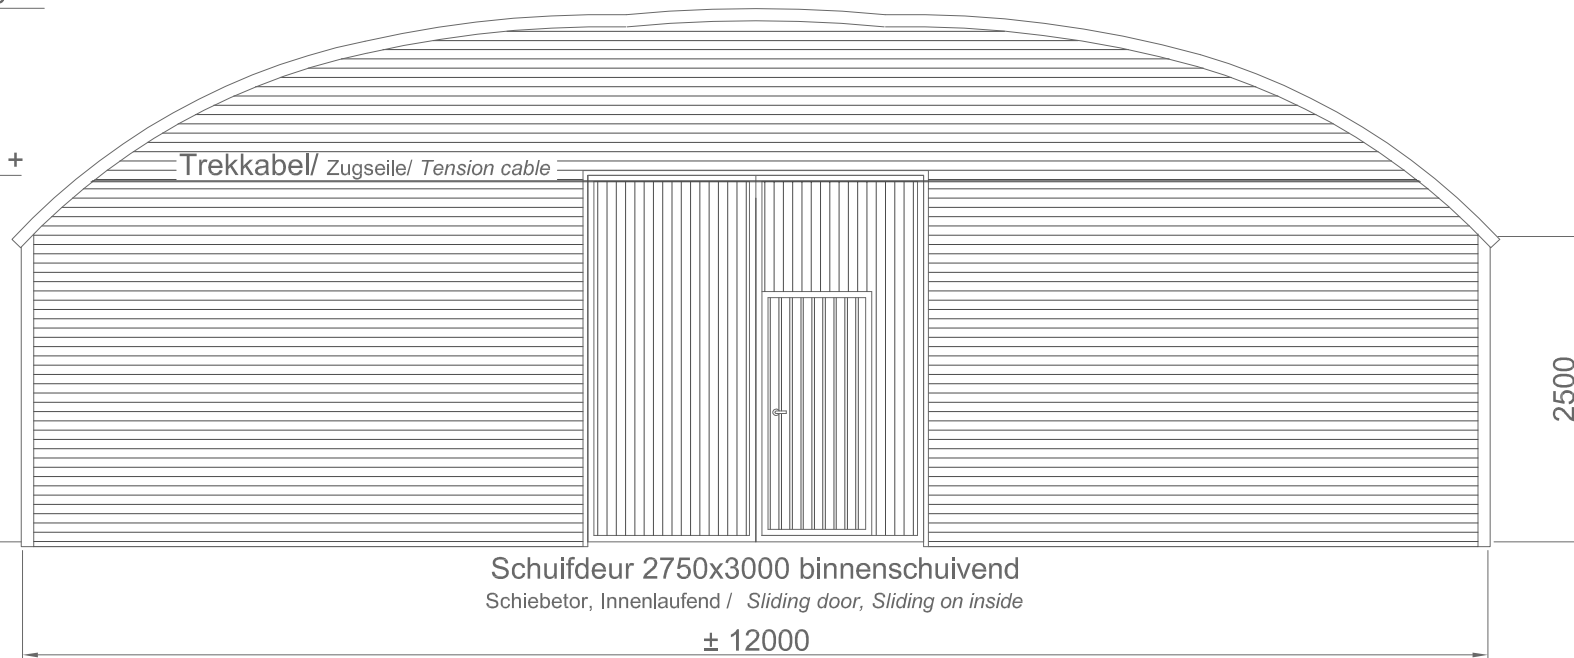 ±
Trekkabel/ Zugseile/ Tension cable
2500
Schuifdeur 2750x3000 binnenschuivend
Schiebetor, Innenlaufend / Sliding door, Sliding on inside
± 12000